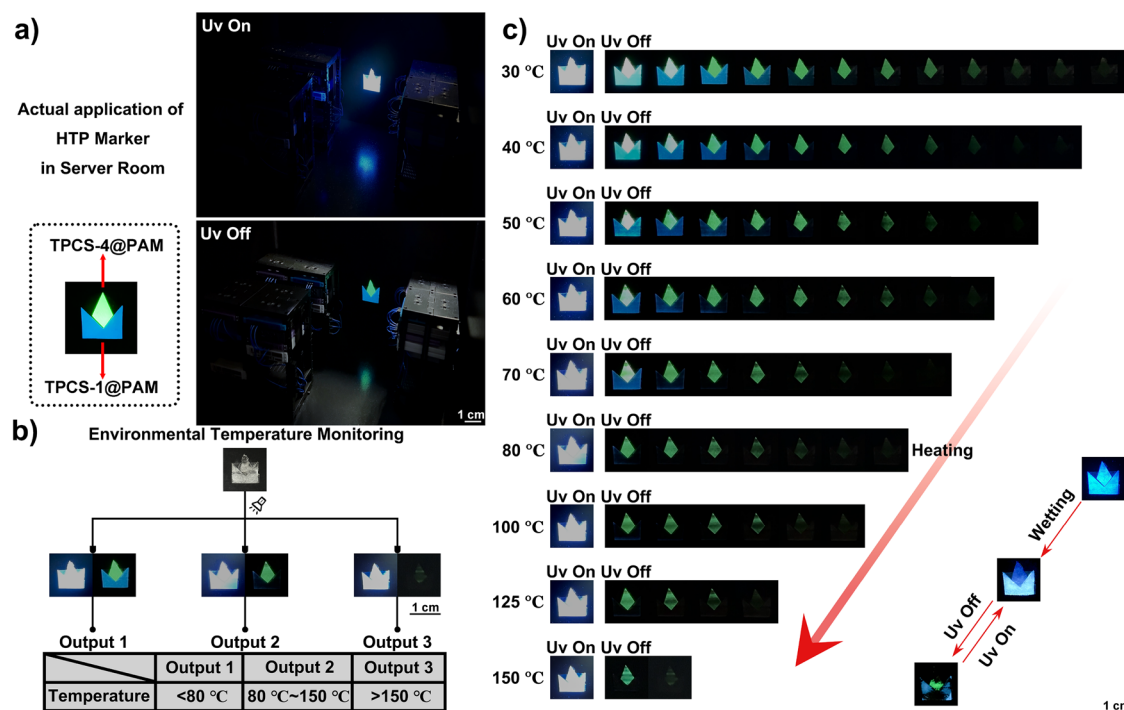 a)
Uv On
Actual application of
HTP Marker
in Server Room
Uv Off
TPCS-4@PAM
TPCS-1@PAM
1 cm
b)
Environmental Temperature Monitoring
1 cm
Output 1
Output 2
Output 3
Output 1
Output 2
Output 3
Temperature
<80 °C
80 °C~150 °C
>150 °C
c)
Uv On Uv Off
30 °C
Uv On Uv Off
40 °C
Uv On Uv Off
50 °C
Uv On Uv Off
60 °C
Uv On Uv Off
70 °C
Uv On Uv Off
80 °C
Heating
Uv On Uv Off
100 °C
Uv On Uv Off
125 °C
Uv On Uv Off
150 °C
Wetting
Uv Off
Uv On